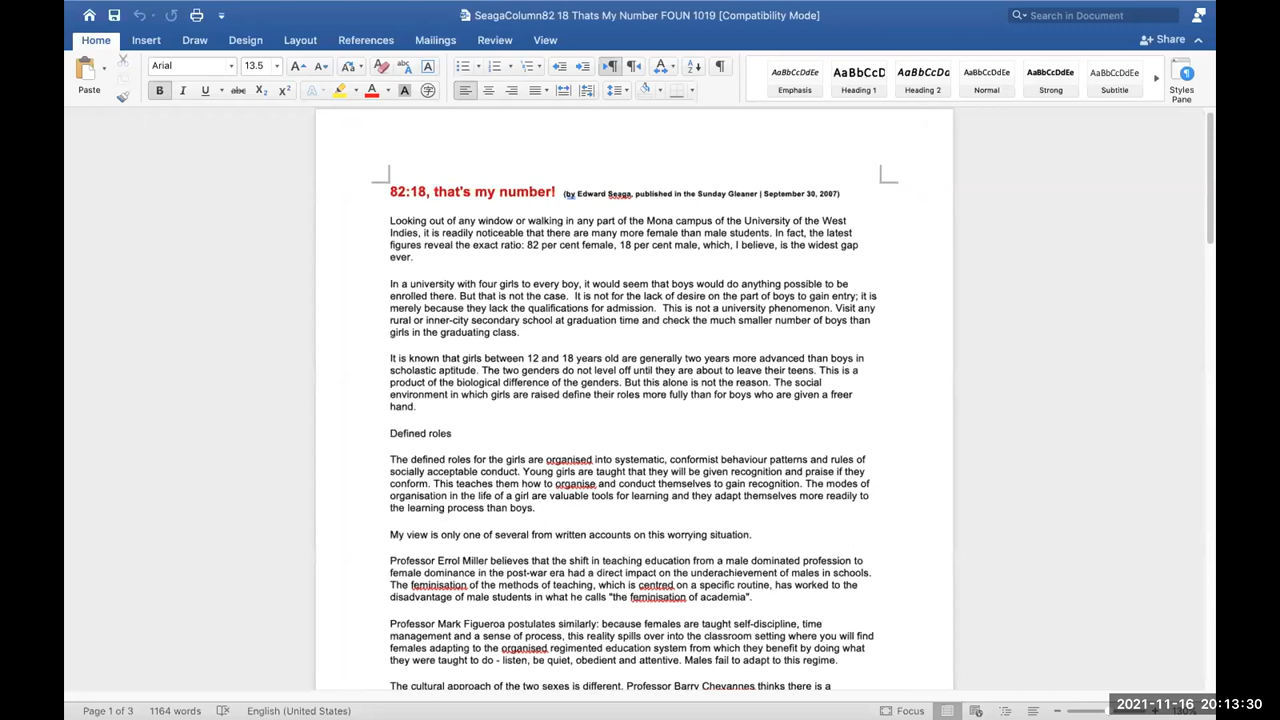 SeagaColumn82 18 Thats My Number FOUN 1019 [Compatibility Mode]
Search in Document
Home Insert Draw Design Layout References Mailings Review View
Share
Paste
Arial 13.5
AaBbCcDdEe AaBbCcD AaBbCcDa AaBbCcDdEe AaBbCcDdE AaBbCcDdEe
Emphasis Heading 1 Heading 2 Normal Strong Subtitle
Styles
Pane
82:18, that's my number! (by Edward Seaga, published in the Sunday Gleaner | September 30, 2007)
Looking out of any window or walking in any part of the Mona campus of the University of the West
Indies, it is readily noticeable that there are many more female than male students. In fact, the latest
figures reveal the exact ratio: 82 per cent female, 18 per cent male, which, I believe, is the widest gap
ever.
In a university with four girls to every boy, it would seem that boys would do anything possible to be
enrolled there. But that is not the case. It is not for the lack of desire on the part of boys to gain entry; it is
merely because they lack the qualifications for admission. This is not a university phenomenon. Visit any
rural or inner-city secondary school at graduation time and check the much smaller number of boys than
girls in the graduating class.
It is known that girls between 12 and 18 years old are generally two years more advanced than boys in
scholastic aptitude. The two genders do not level off until they are about to leave their teens. This is a
product of the biological difference of the genders. But this alone is not the reason. The social
environment in which girls are raised define their roles more fully than for boys who are given a freer
hand.
Defined roles
The defined roles for the girls are organised into systematic, conformist behaviour patterns and rules of
socially acceptable conduct. Young girls are taught that they will be given recognition and praise if they
conform. This teaches them how to organise and conduct themselves to gain recognition. The modes of
organisation in the life of a girl are valuable tools for learning and they adapt themselves more readily to
the learning process than boys.
My view is only one of several from written accounts on this worrying situation.
Professor Errol Miller believes that the shift in teaching education from a male dominated profession to
female dominance in the post-war era had a direct impact on the underachievement of males in schools.
The feminisation of the methods of teaching, which is centred on a specific routine, has worked to the
disadvantage of male students in what he calls "the feminisation of academia".
Professor Mark Figueroa postulates similarly: because females are taught self-discipline, time
management and a sense of process, this reality spills over into the classroom setting where you will find
females adapting to the organised regimented education system from which they benefit by doing what
they were taught to do - listen, be quiet, obedient and attentive. Males fail to adapt to this regime.
The cultural approach of the two sexes is different. Professor Barry Chevannes thinks there is a
Page 1 of 3 1164 words English (United States) Focus
2021-11-16 20:13:30